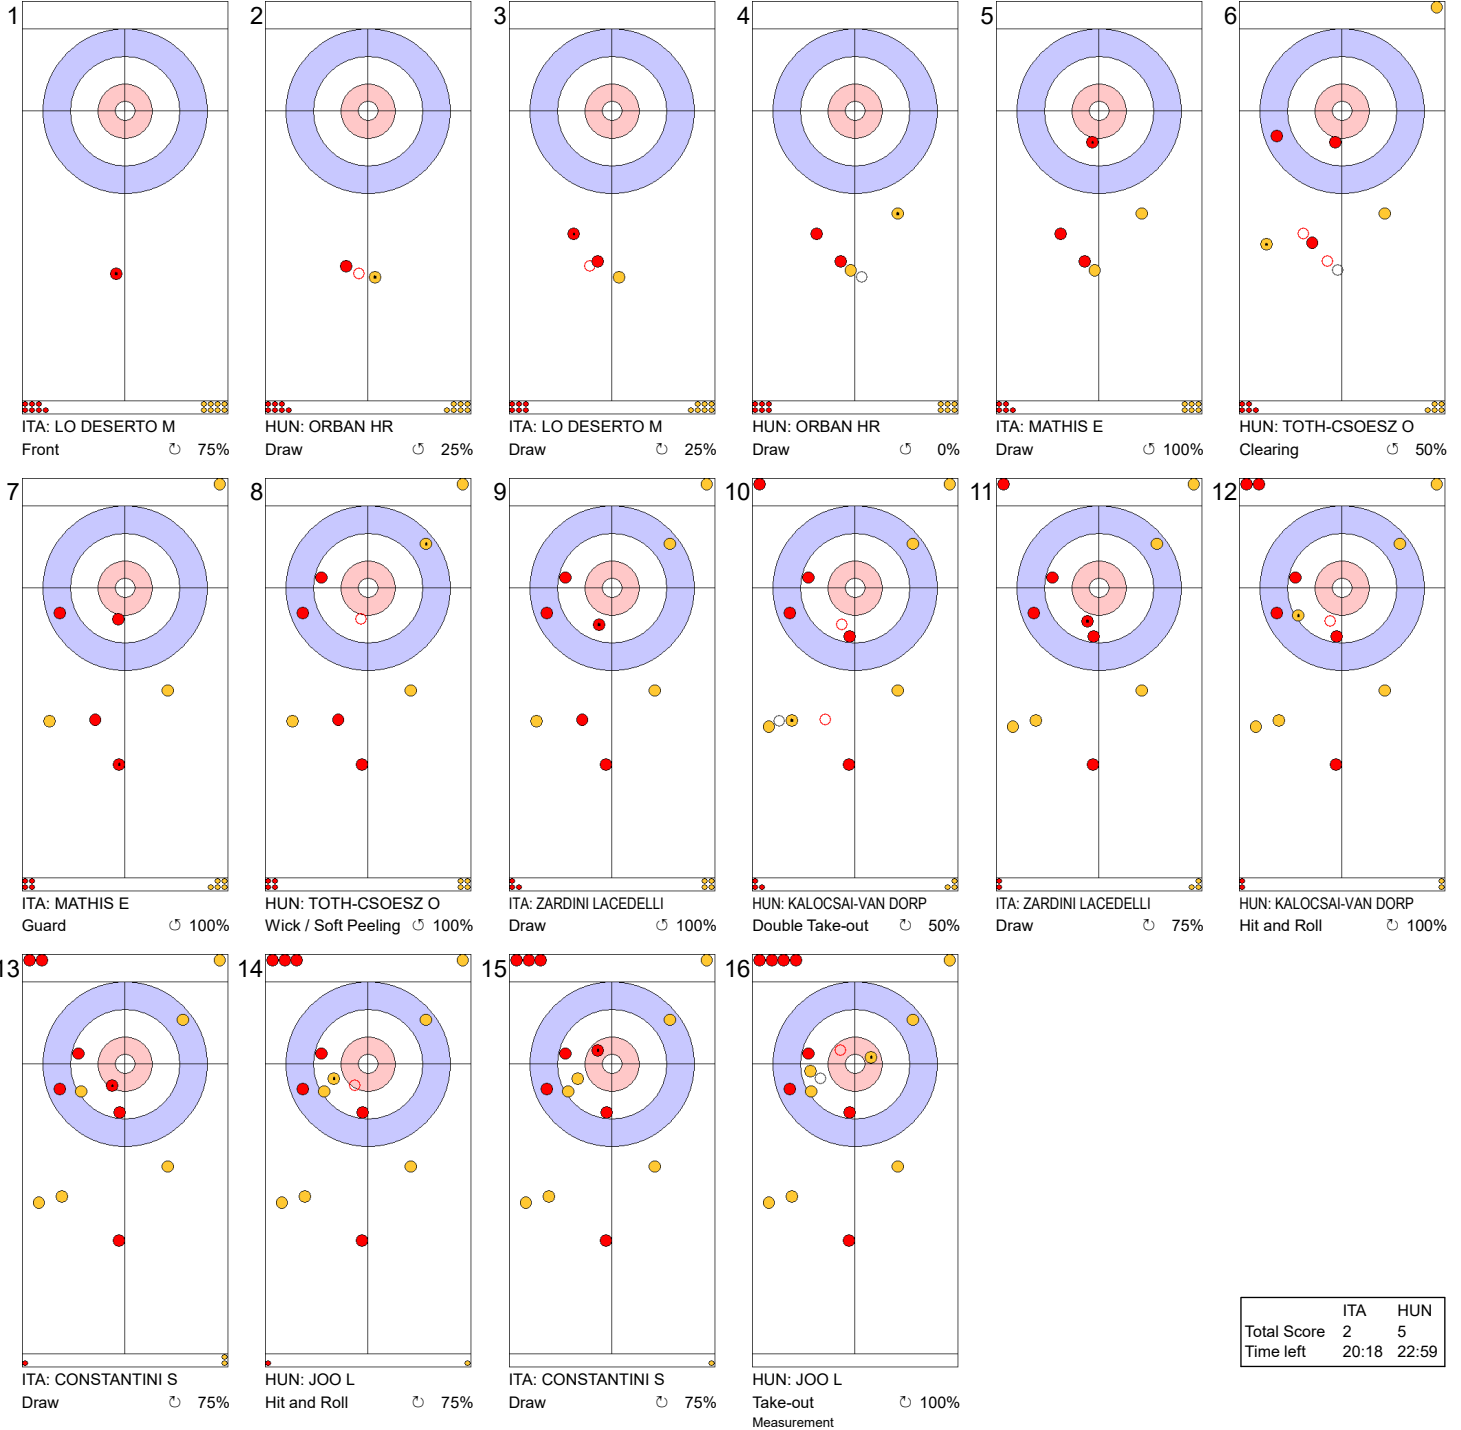 1 2 3 4 5 6
ITA: LO DESERTO M
Front ↻ 75%
HUN: ORBAN HR
Draw ↺ 25%
ITA: LO DESERTO M
Draw ↻ 25%
HUN: ORBAN HR
Draw ↺ 0%
ITA: MATHIS E
Draw ↺ 100%
HUN: TOTH-CSOESZ O
Clearing ↺ 50%
7 8 9 10 11 12
ITA: MATHIS E
Guard ↺ 100%
HUN: TOTH-CSOESZ O
Wick / Soft Peeling ↺ 100%
ITA: ZARDINI LACEDELLI
Draw ↺ 100%
HUN: KALOCSAI-VAN DORP
Double Take-out ↻ 50%
ITA: ZARDINI LACEDELLI
Draw ↻ 75%
HUN: KALOCSAI-VAN DORP
Hit and Roll ↻ 100%
13 14 15 16
ITA: CONSTANTINI S
Draw ↻ 75%
HUN: JOO L
Hit and Roll ↻ 75%
ITA: CONSTANTINI S
Draw ↻ 75%
HUN: JOO L
Take-out ↻ 100%
Measurement
ITA HUN
Total Score 2 5
Time left 20:18 22:59